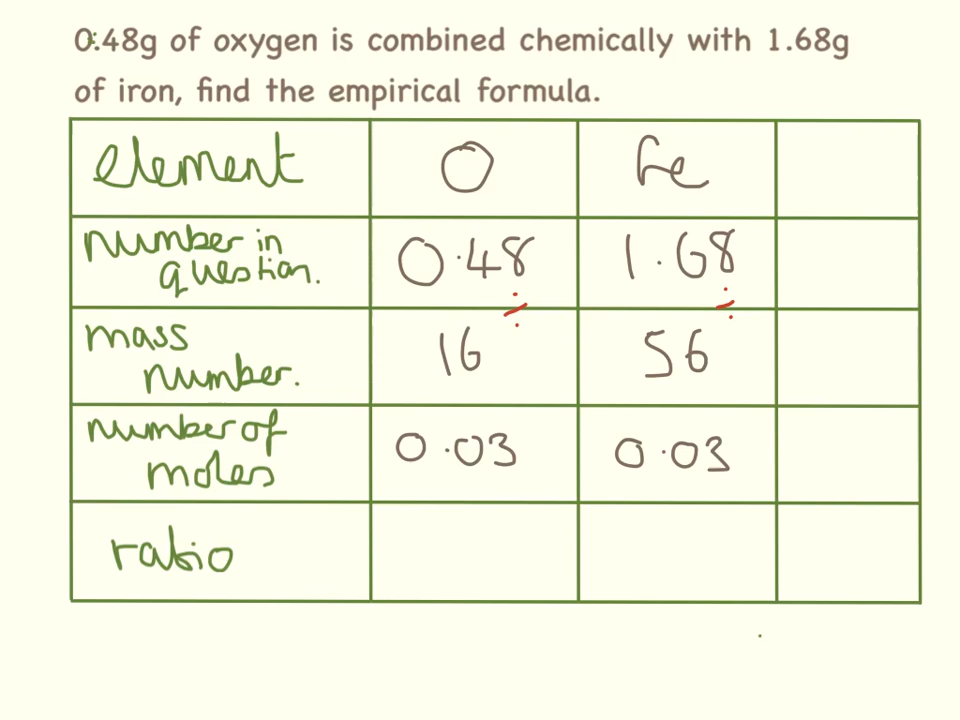 0.48g of oxygen is combined chemically with 1.68g
of iron, find the empirical formula.
element O Fe
number in question. 0.48 1.68
÷ ÷
mass number. 16 56
number of moles 0.03 0.03
ratio